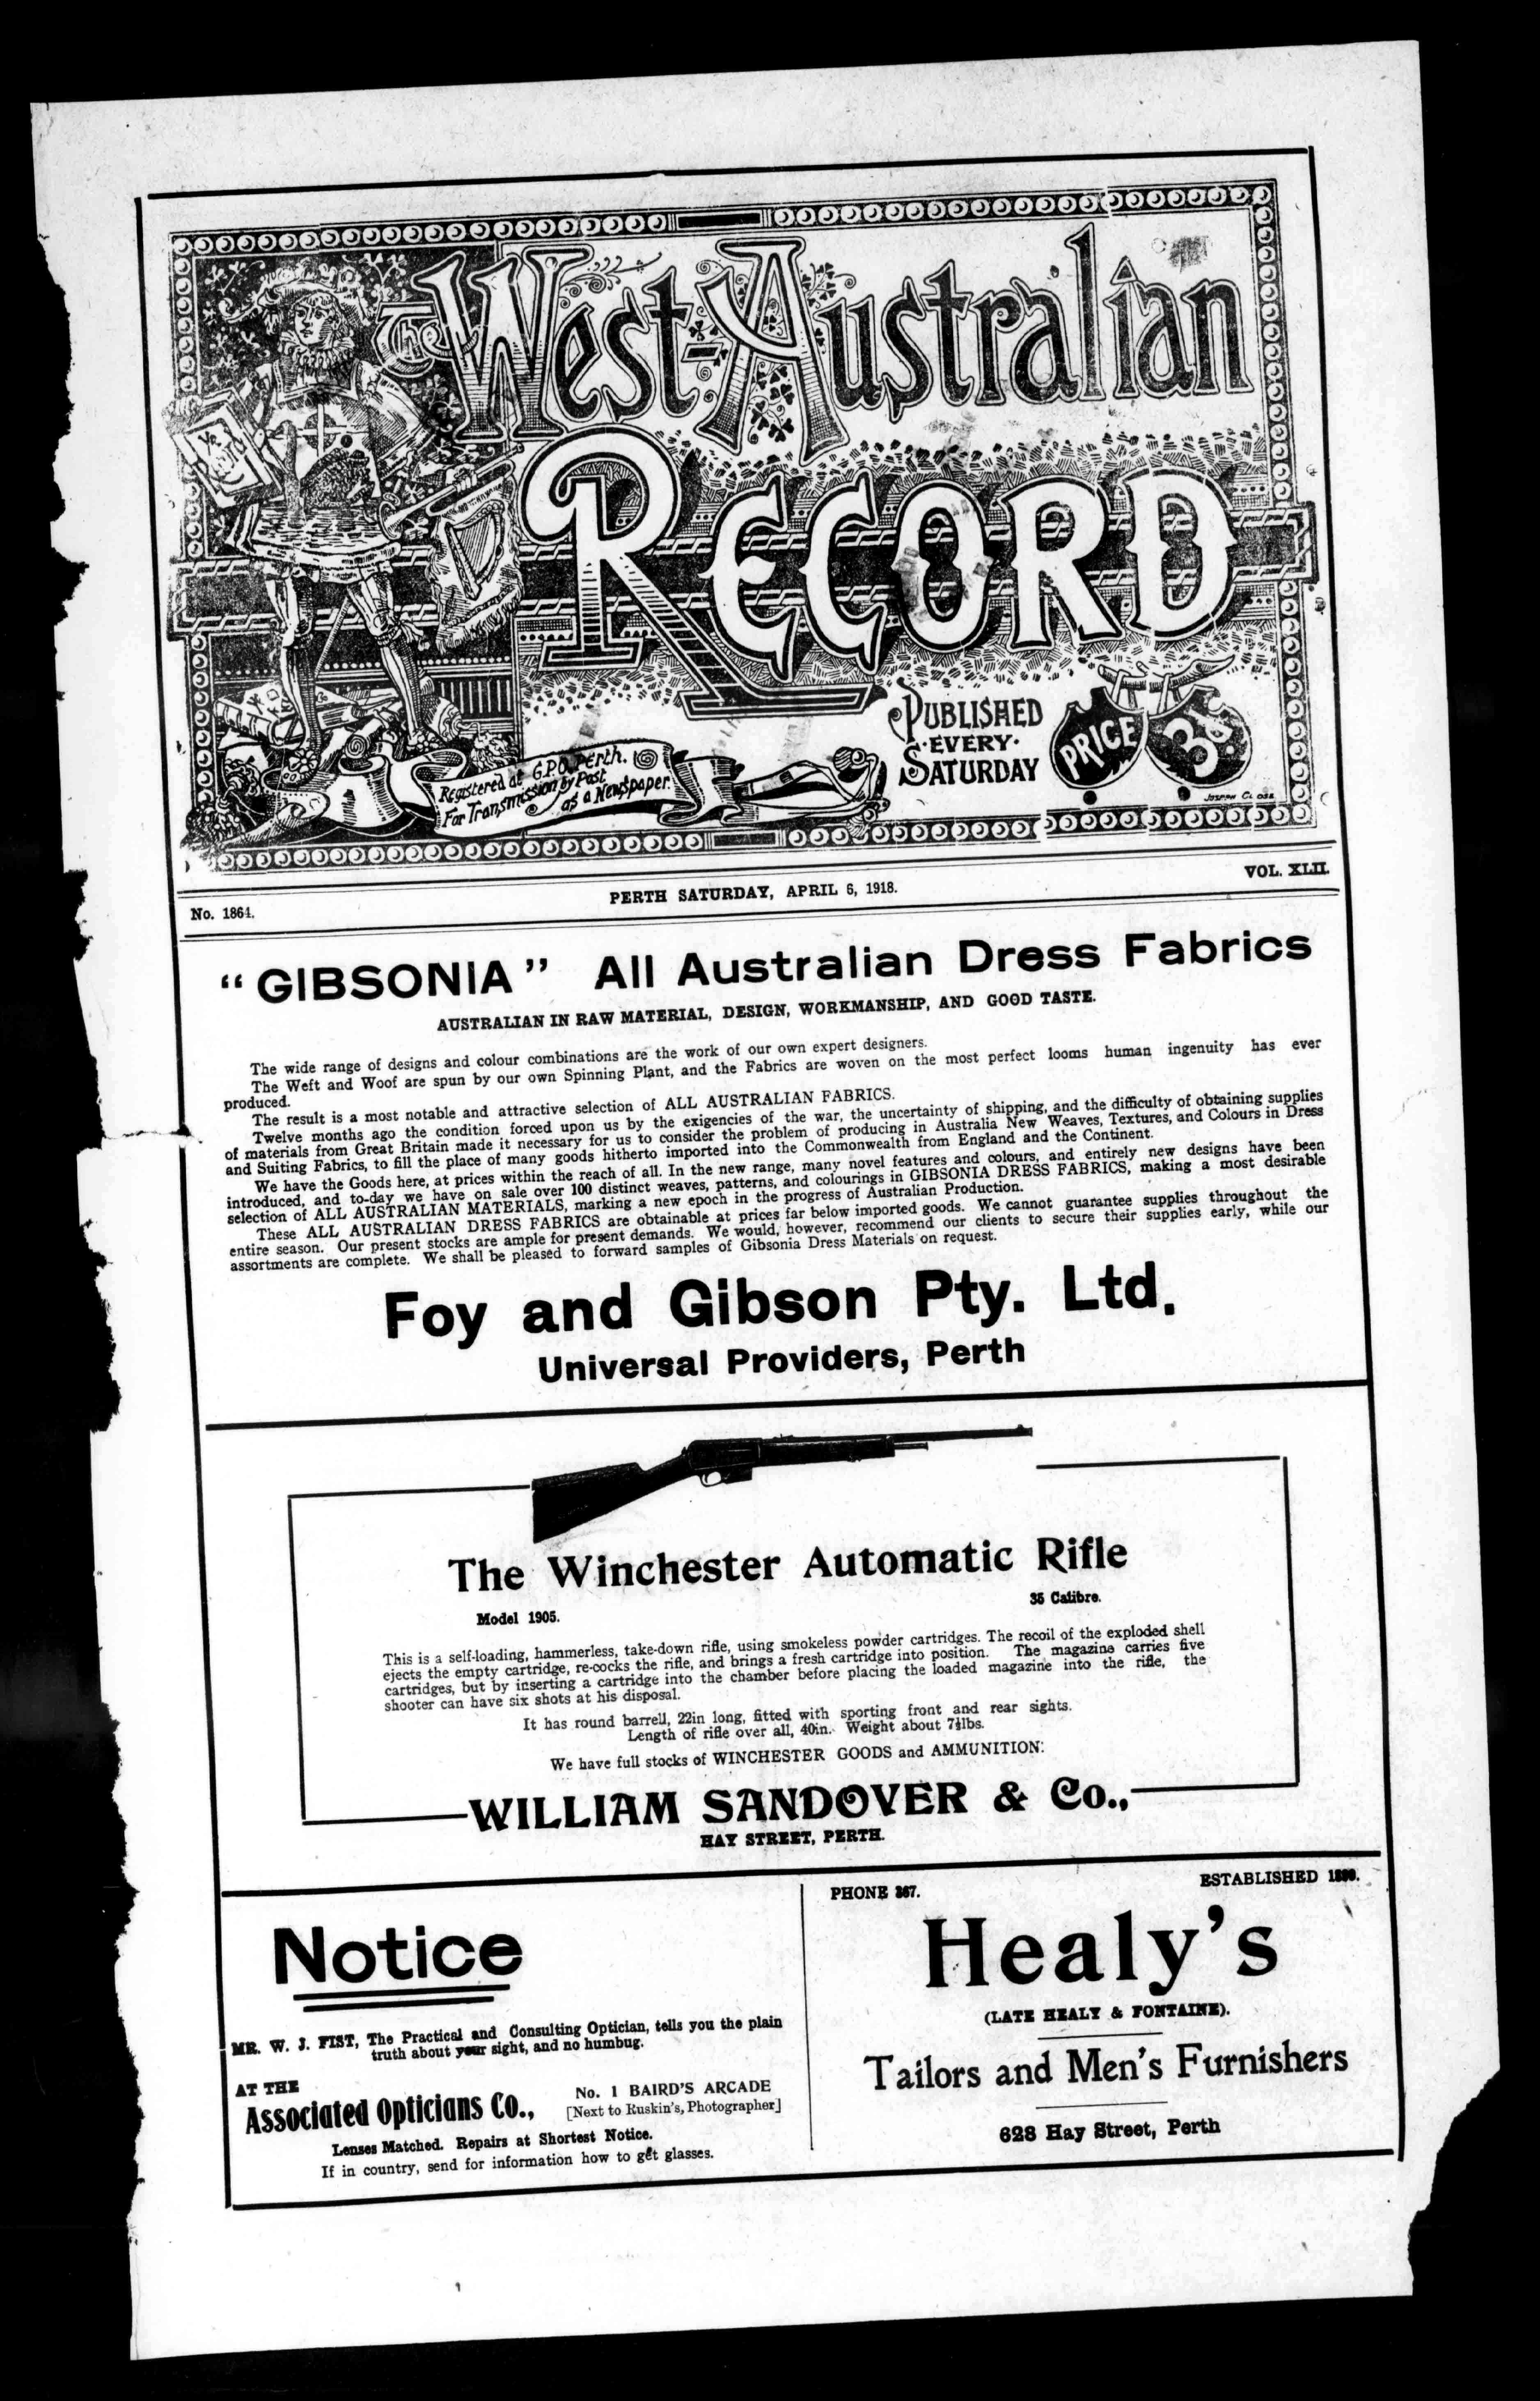 The West-Australian
RECORD
PUBLISHED
EVERY
SATURDAY
PRICE 3d
Registered at G.P.O. Perth.
For Transmission by Post
as a Newspaper.
JOSEPH CLOSE
No. 1864.
PERTH SATURDAY, APRIL 6, 1918.
VOL. XLII.
"GIBSONIA" All Australian Dress Fabrics
AUSTRALIAN IN RAW MATERIAL, DESIGN, WORKMANSHIP, AND GOOD TASTE.
The wide range of designs and colour combinations are the work of our own expert designers.
The Weft and Woof are spun by our own Spinning Plant, and the Fabrics are woven on the most perfect looms human ingenuity has ever
produced.
The result is a most notable and attractive selection of ALL AUSTRALIAN FABRICS.
Twelve months ago the condition forced upon us by the exigencies of the war, the uncertainty of shipping, and the difficulty of obtaining supplies
of materials from Great Britain made it necessary for us to consider the problem of producing in Australia New Weaves, Textures, and Colours in Dress
and Suiting Fabrics, to fill the place of many goods hitherto imported into the Commonwealth from England and the Continent.
We have the Goods here, at prices within the reach of all. In the new range, many novel features and colours, and entirely new designs have been
introduced, and to-day we have on sale over 100 distinct weaves, patterns, and colourings in GIBSONIA DRESS FABRICS, making a most desirable
selection of ALL AUSTRALIAN MATERIALS, marking a new epoch in the progress of Australian Production.
These ALL AUSTRALIAN DRESS FABRICS are obtainable at prices far below imported goods. We cannot guarantee supplies throughout the
entire season. Our present stocks are ample for present demands. We would, however, recommend our clients to secure their supplies early, while our
assortments are complete. We shall be pleased to forward samples of Gibsonia Dress Materials on request.
Foy and Gibson Pty. Ltd.
Universal Providers, Perth
The Winchester Automatic Rifle
Model 1905.
35 Calibre.
This is a self-loading, hammerless, take-down rifle, using smokeless powder cartridges. The recoil of the exploded shell
ejects the empty cartridge, re-cocks the rifle, and brings a fresh cartridge into position. The magazine carries five
cartridges, but by inserting a cartridge into the chamber before placing the loaded magazine into the rifle, the
shooter can have six shots at his disposal.
It has round barrell, 22in long, fitted with sporting front and rear sights.
Length of rifle over all, 40in. Weight about 7½lbs.
We have full stocks of WINCHESTER GOODS and AMMUNITION.
WILLIAM SANDOVER & Co.,
HAY STREET, PERTH.
Notice
MR. W. J. FIST, The Practical and Consulting Optician, tells you the plain
truth about your sight, and no humbug.
AT THE
Associated Opticians Co.,
No. 1 BAIRD'S ARCADE
[Next to Ruskin's, Photographer]
Lenses Matched. Repairs at Shortest Notice.
If in country, send for information how to get glasses.
PHONE 367.
ESTABLISHED
Healy's
(LATE HEALY & FONTAINE).
Tailors and Men's Furnishers
628 Hay Street, Perth